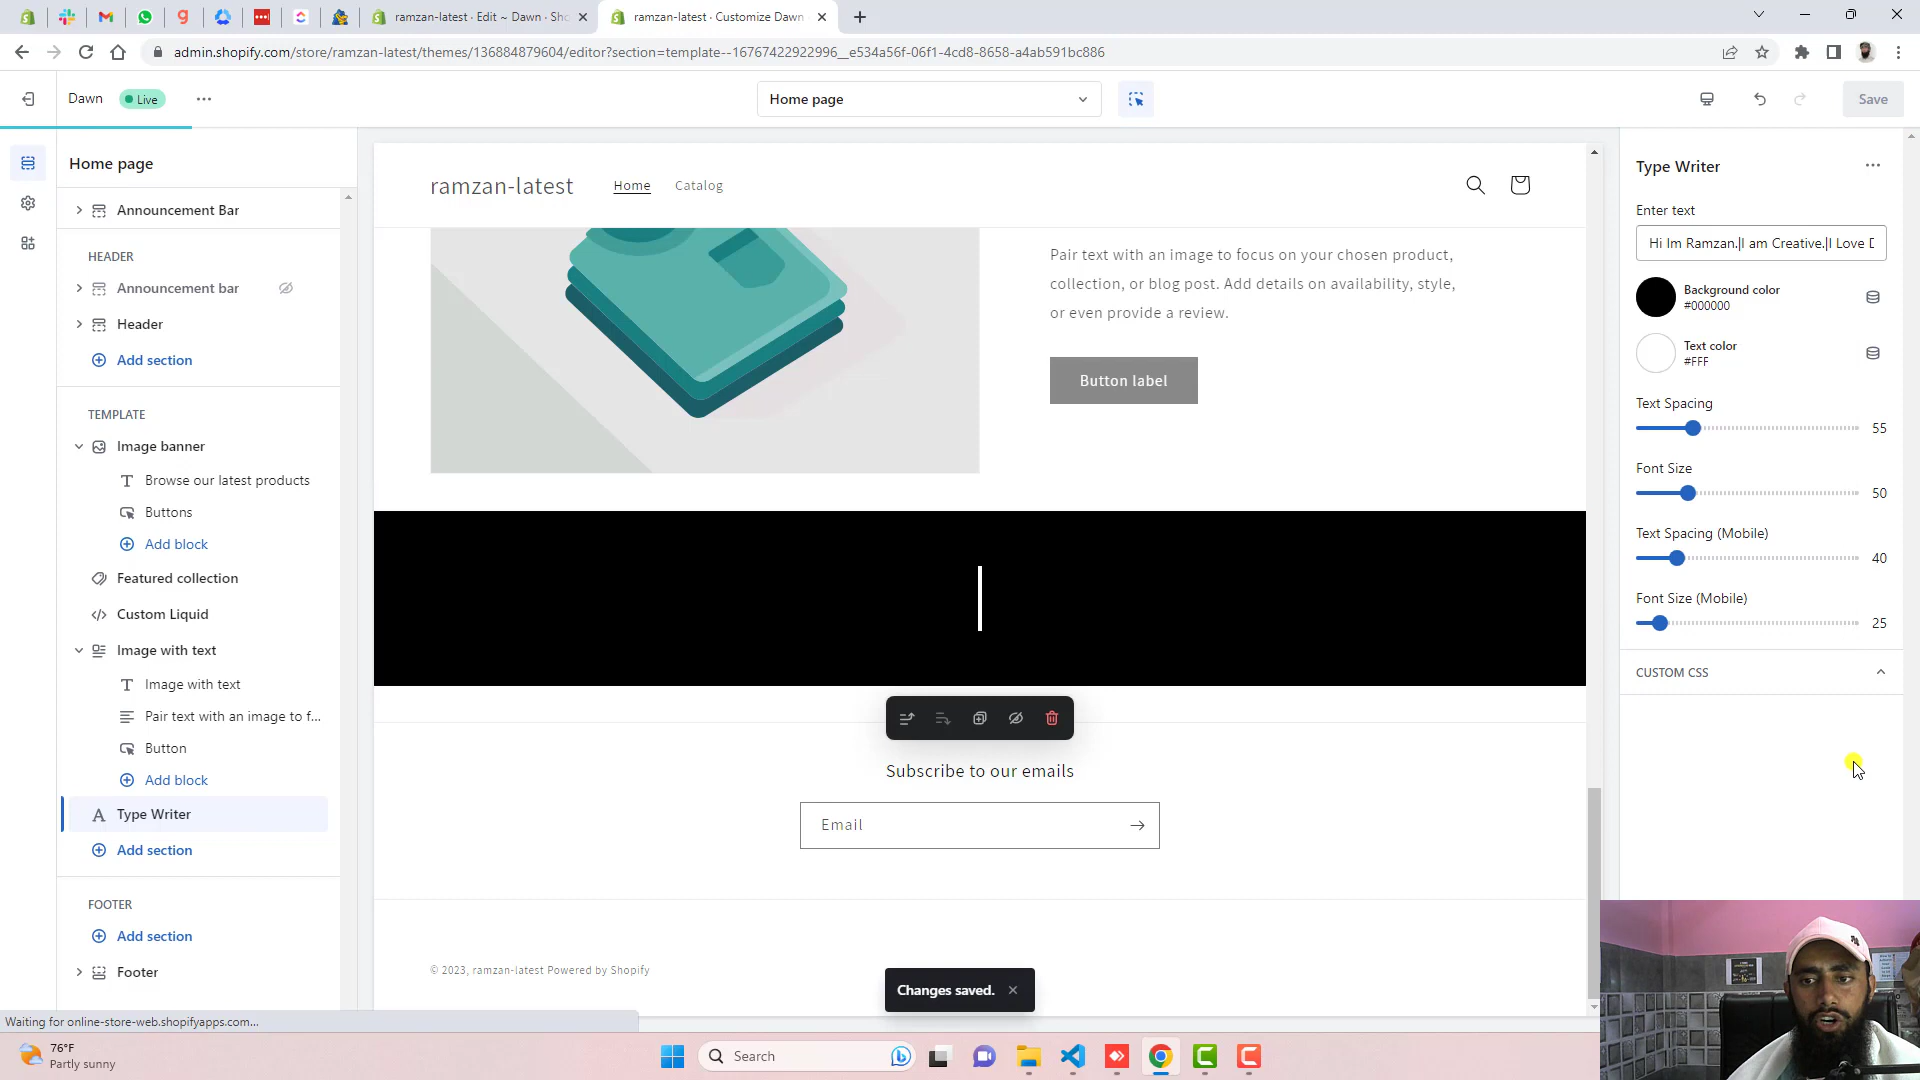 ramzan-latest · Edit ~ Dawn · Sho
ramzan-latest · Customize Dawn
admin.shopify.com/store/ramzan-latest/themes/136884879604/editor?section=template--16767422922996__e534a56f-06f1-4cd8-8658-a4ab591bc886
Dawn
Live
Home page
Save
Home page
Announcement Bar
HEADER
Announcement bar
Header
Add section
TEMPLATE
Image banner
Browse our latest products
Buttons
Add block
Featured collection
Custom Liquid
Image with text
Image with text
Pair text with an image to f...
Button
Add block
Type Writer
Add section
FOOTER
Add section
Footer
ramzan-latest
Home
Catalog
Pair text with an image to focus on your chosen product,
collection, or blog post. Add details on availability, style,
or even provide a review.
Button label
Subscribe to our emails
Email
© 2023, ramzan-latest Powered by Shopify
Changes saved.
Type Writer
Enter text
Hi Im Ramzan.|I am Creative.|I Love D
Background color
#000000
Text color
#FFF
Text Spacing
55
Font Size
50
Text Spacing (Mobile)
40
Font Size (Mobile)
25
CUSTOM CSS
Waiting for online-store-web.shopifyapps.com...
76°F
Partly sunny
Search